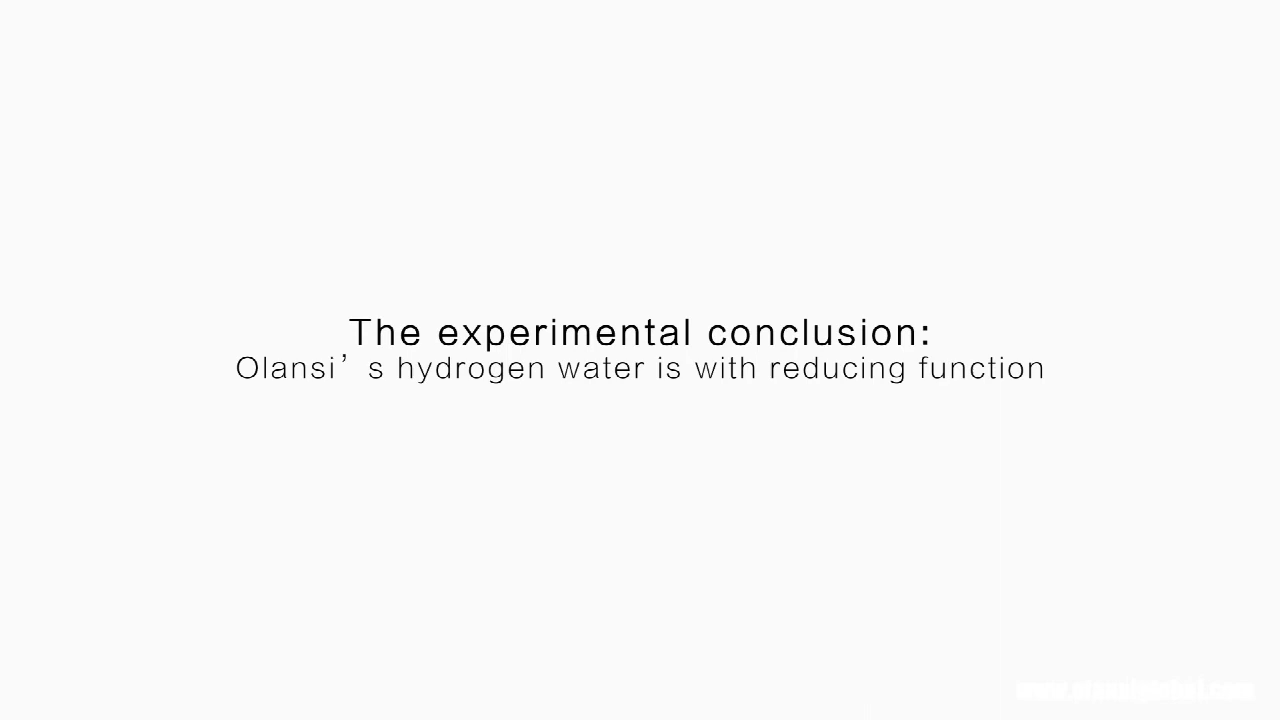 The experimental conclusion:
Olansi’s hydrogen water is with reducing function